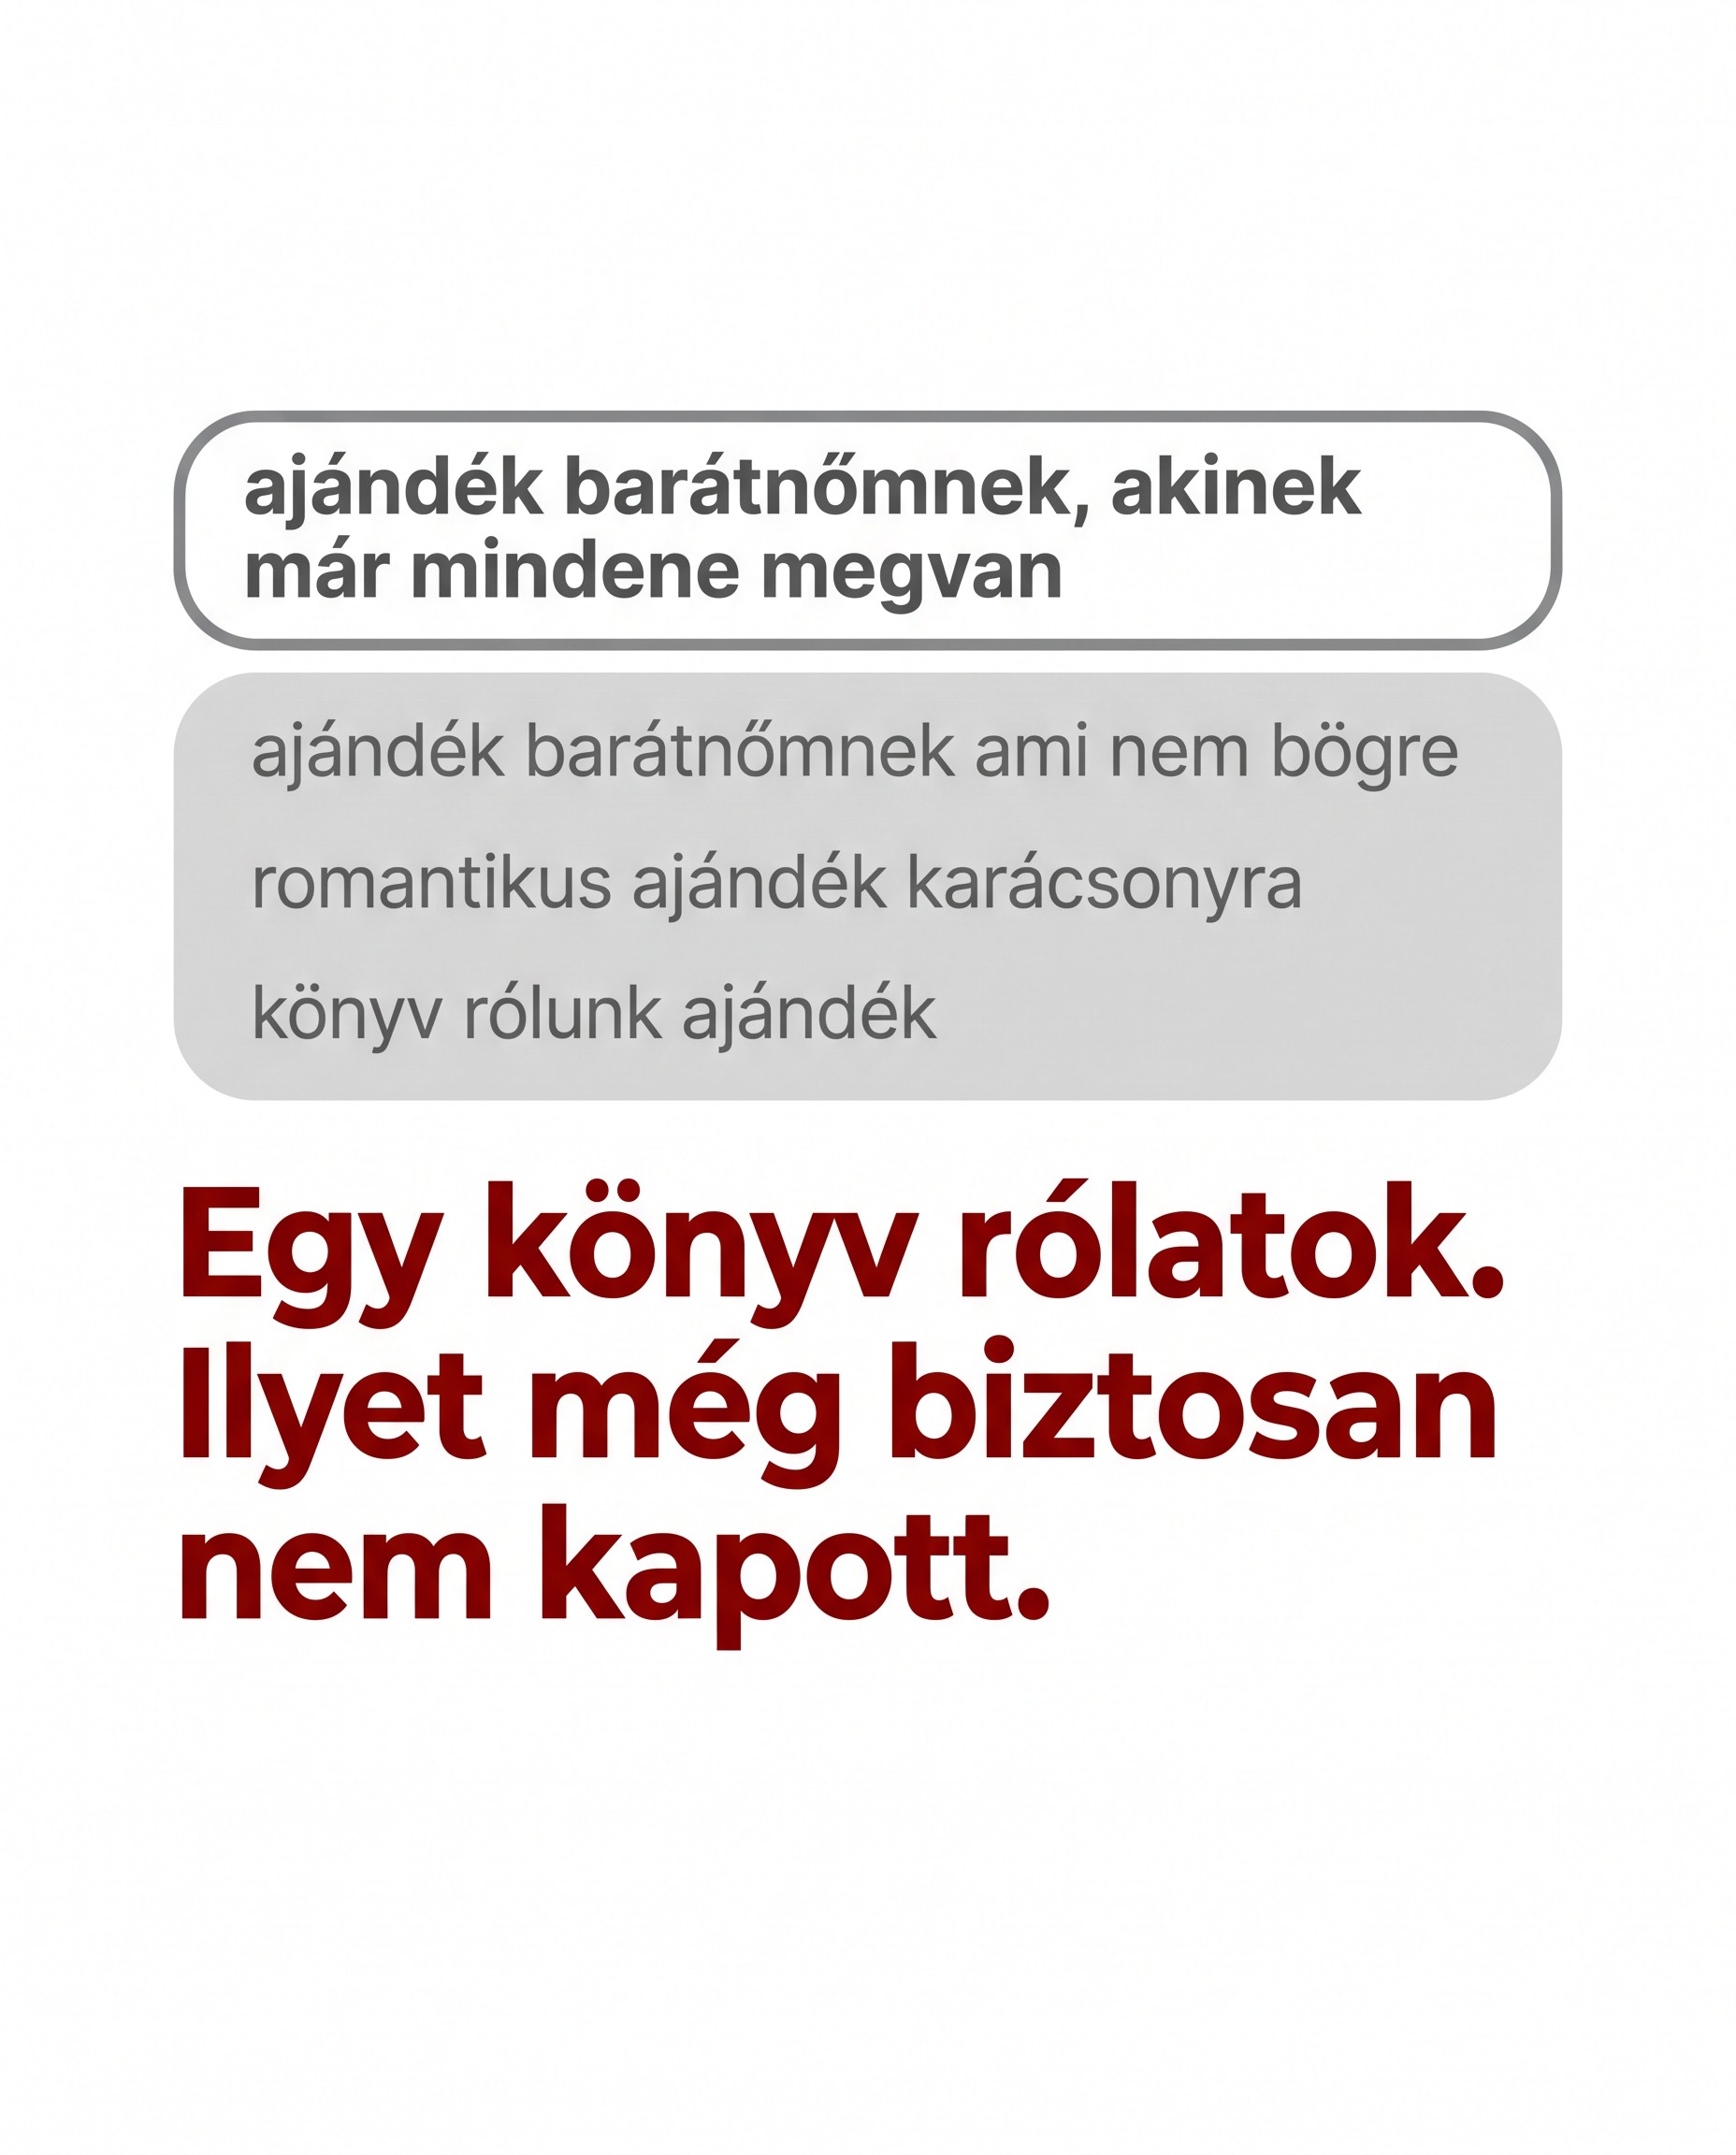 ajándék barátnőmnek, akinek
már mindene megvan
ajándék barátnőmnek ami nem bögre
romantikus ajándék karácsonyra
könyv rólunk ajándék
Egy könyv rólatok.
Ilyet még biztosan
nem kapott.